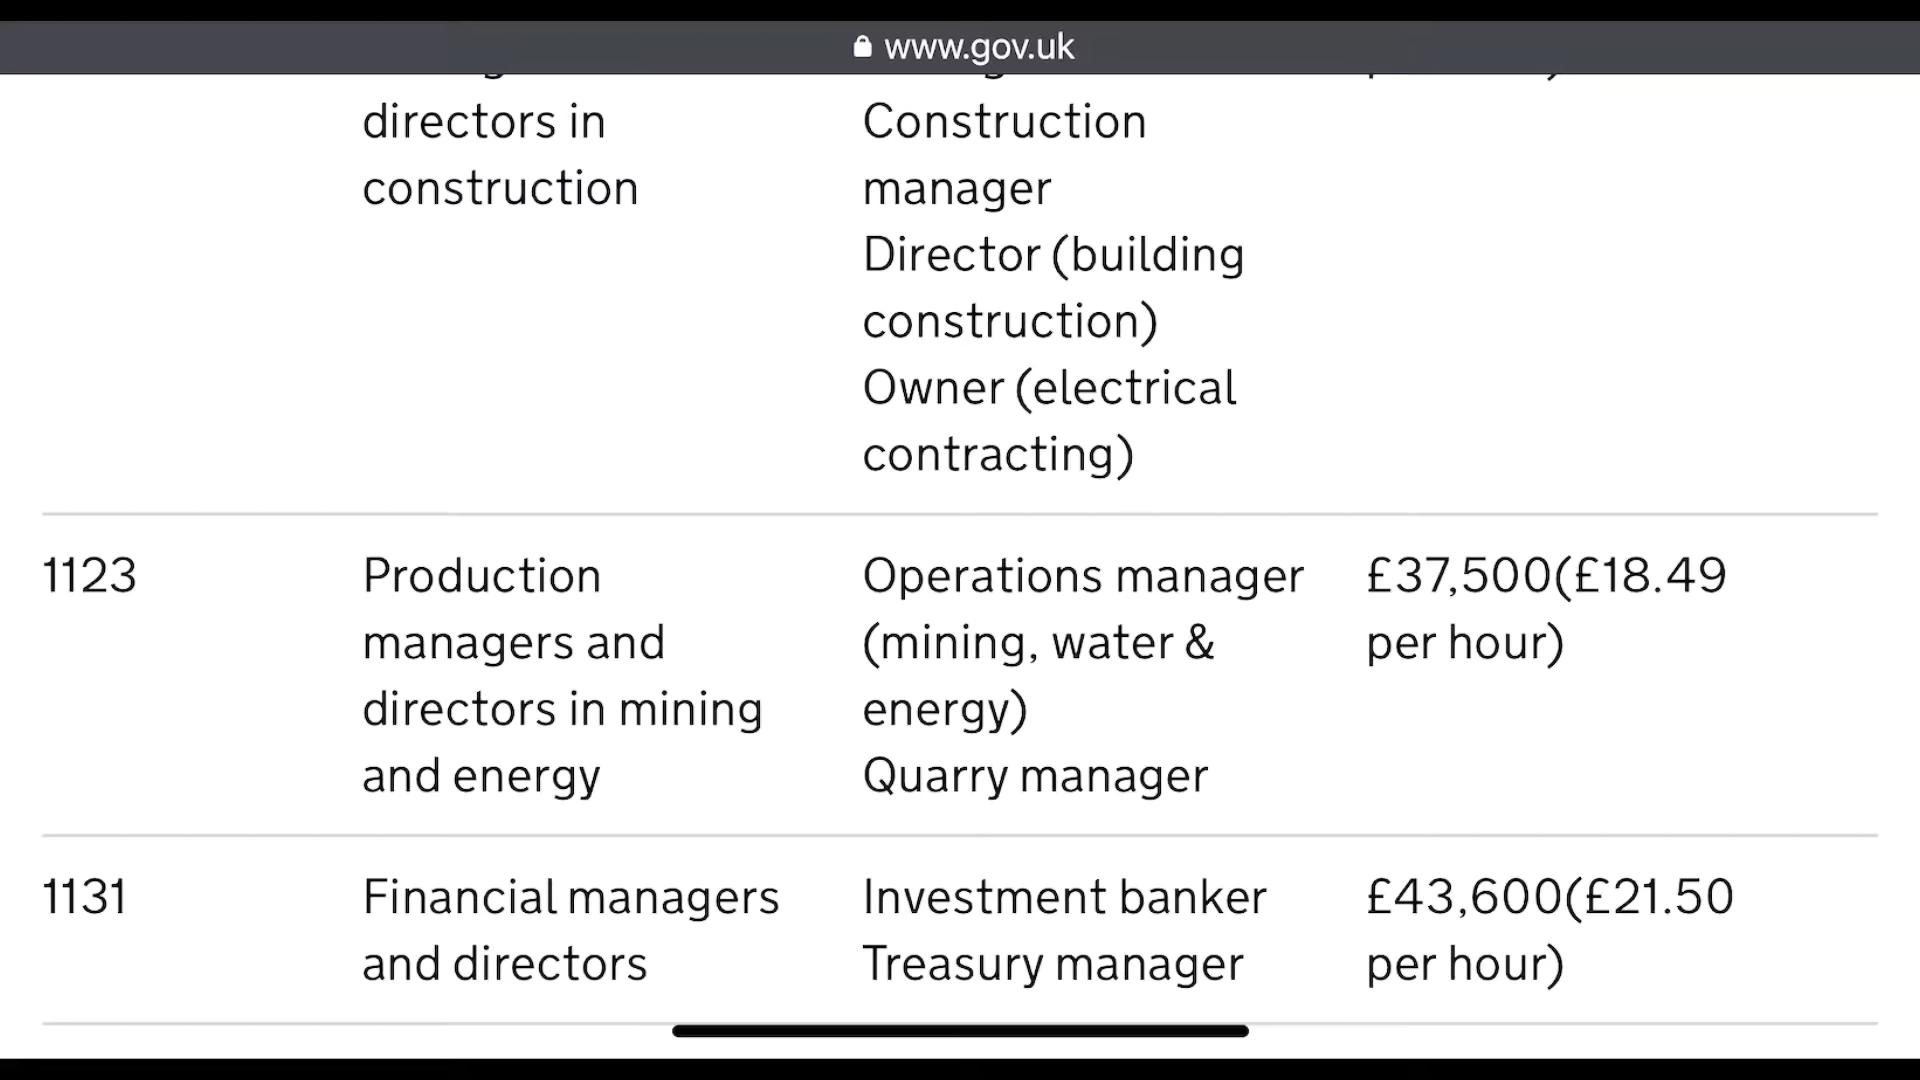 www.gov.uk
directors in
construction
Construction
manager
Director (building
construction)
Owner (electrical
contracting)
1123
Production
managers and
directors in mining
and energy
Operations manager
(mining, water &
energy)
Quarry manager
£37,500(£18.49
per hour)
1131
Financial managers
and directors
Investment banker
Treasury manager
£43,600(£21.50
per hour)